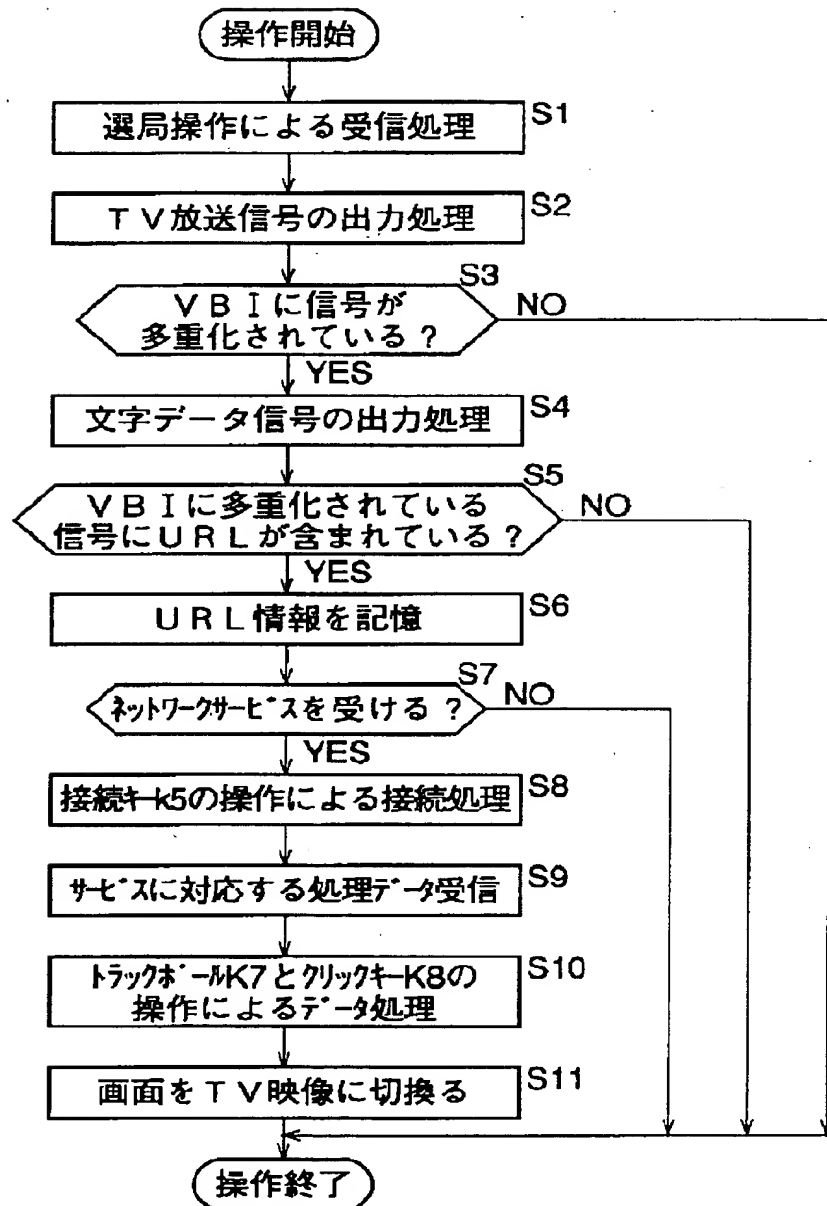 操作開始
選局操作による受信処理
S1
TV放送信号の出力処理
S2
S3
VBIに信号が
多重化されている?
NO
YES
文字データ信号の出力処理
S4
S5
VBIに多重化されている
信号にURLが含まれている?
NO
YES
URL情報を記憶
S6
S7
ネットワークサービスを受ける?
NO
YES
接続キーk5の操作による接続処理
S8
サービスに対応する処理データ受信
S9
トラックボールK7とクリックキーK8の
操作によるデータ処理
S10
画面をTV映像に切換る
S11
操作終了